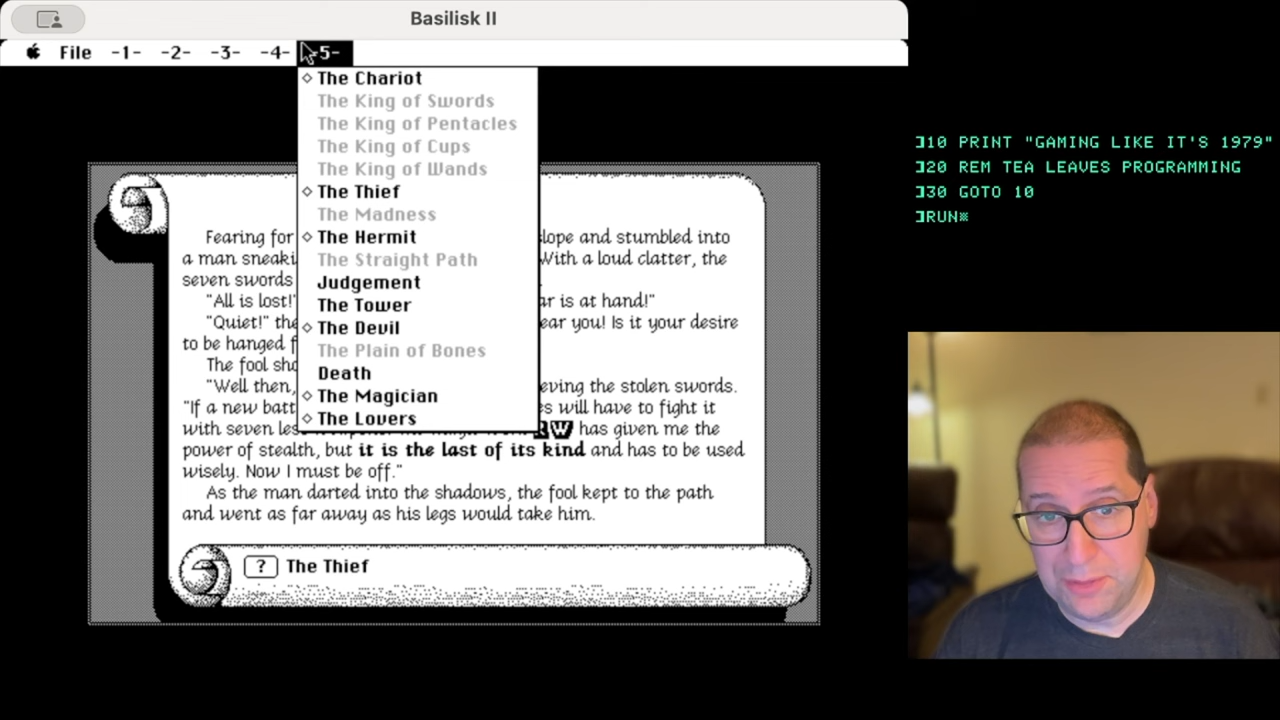 Basilisk II
File -1- -2- -3- -4- -5-
The Chariot
The King of Swords
The King of Pentacles
The King of Cups
The King of Wands
The Thief
The Madness
The Hermit
The Straight Path
Judgement
The Tower
The Devil
The Plain of Bones
Death
The Magician
The Lovers
Fearing for slope and stumbled into
a man sneaki With a loud clatter, the
seven swords
"All is lost!" ar is at hand!"
"Quiet!" the ear you! Is it your desire
to be hanged f
The fool sho
"Well then, eving the stolen swords.
"If a new batt es will have to fight it
with seven les RW has given me the
power of stealth, but it is the last of its kind and has to be used
wisely. Now I must be off."
As the man darted into the shadows, the fool kept to the path
and went as far away as his legs would take him.
? The Thief
]10 PRINT "GAMING LIKE IT'S 1979"
]20 REM TEA LEAVES PROGRAMMING
]30 GOTO 10
]RUN